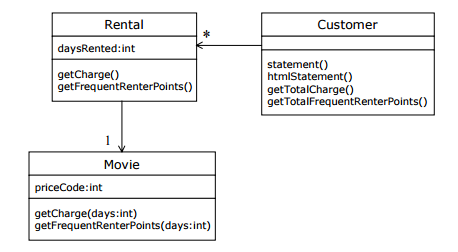 Rental
daysRented:int
getCharge()
getFrequentRenterPoints()
*
Customer
statement()
htmlStatement()
getTotalCharge()
getTotalFrequentRenterPoints()
1
Movie
priceCode:int
getCharge(days:int)
getFrequentRenterPoints(days:int)